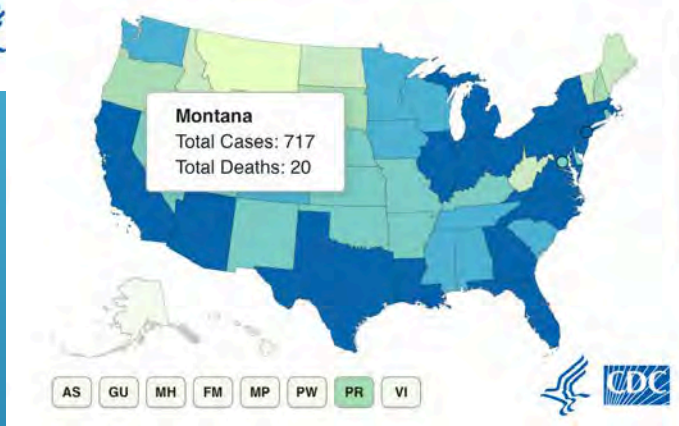 Montana
Total Cases: 717
Total Deaths: 20
AS GU MH FM MP PW PR VI
CDC